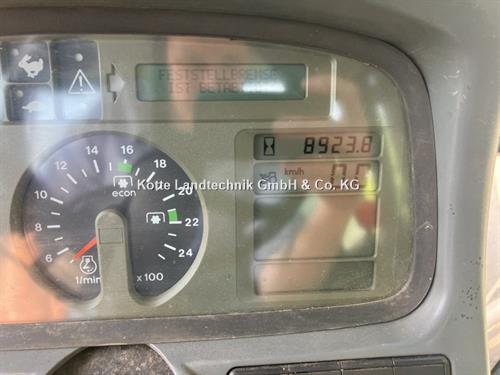 FESTSTELLBREMSE
IST BETÄ
8923.8
km/h
0.0
Kotte Landtechnik GmbH & Co. KG
6
8
10
12
14
16
18
20
22
24
econ
1/min
x 100